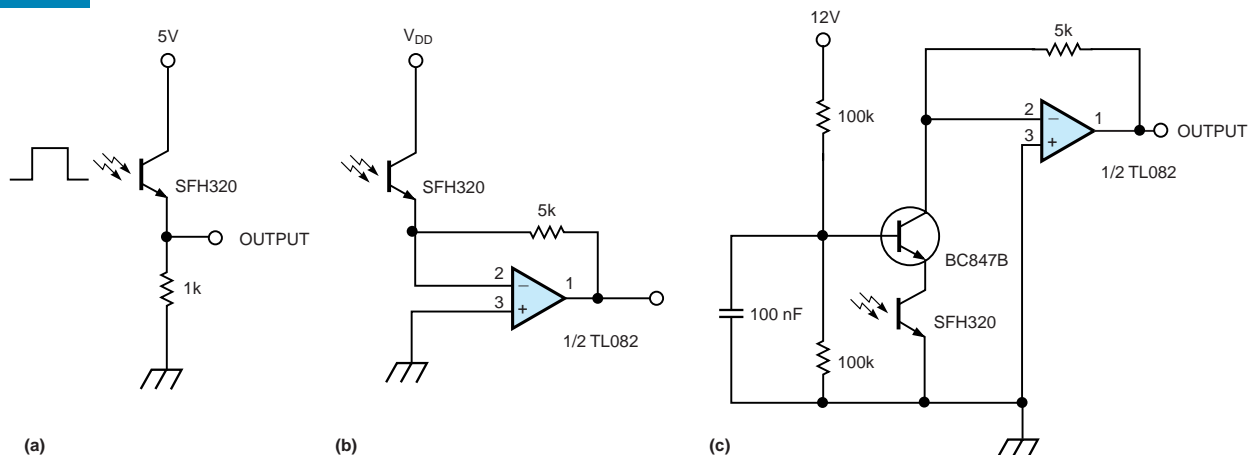 5V
SFH320
OUTPUT
1k
(a)
V_DD
SFH320
5k
2
3
1
1/2 TL082
(b)
12V
100k
5k
2
3
1
OUTPUT
1/2 TL082
BC847B
100 nF
SFH320
100k
(c)